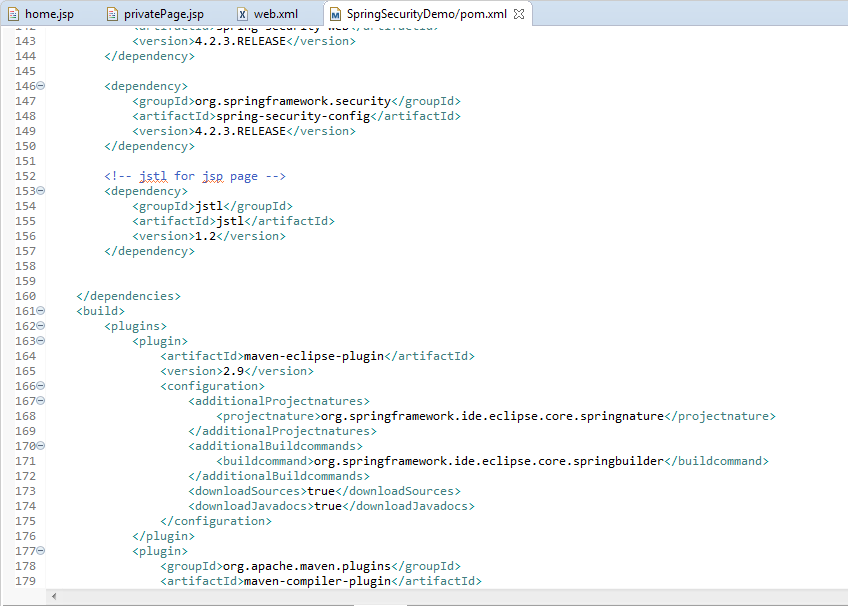 home.jsp privatePage.jsp web.xml SpringSecurityDemo/pom.xml
142 <artifactId>spring-security-web</artifactId>
143 <version>4.2.3.RELEASE</version>
144 </dependency>
145
146 <dependency>
147 <groupId>org.springframework.security</groupId>
148 <artifactId>spring-security-config</artifactId>
149 <version>4.2.3.RELEASE</version>
150 </dependency>
151
152 <!-- jstl for jsp page -->
153 <dependency>
154 <groupId>jstl</groupId>
155 <artifactId>jstl</artifactId>
156 <version>1.2</version>
157 </dependency>
158
159
160 </dependencies>
161 <build>
162 <plugins>
163 <plugin>
164 <artifactId>maven-eclipse-plugin</artifactId>
165 <version>2.9</version>
166 <configuration>
167 <additionalProjectnatures>
168 <projectnature>org.springframework.ide.eclipse.core.springnature</projectnature>
169 </additionalProjectnatures>
170 <additionalBuildcommands>
171 <buildcommand>org.springframework.ide.eclipse.core.springbuilder</buildcommand>
172 </additionalBuildcommands>
173 <downloadSources>true</downloadSources>
174 <downloadJavadocs>true</downloadJavadocs>
175 </configuration>
176 </plugin>
177 <plugin>
178 <groupId>org.apache.maven.plugins</groupId>
179 <artifactId>maven-compiler-plugin</artifactId>